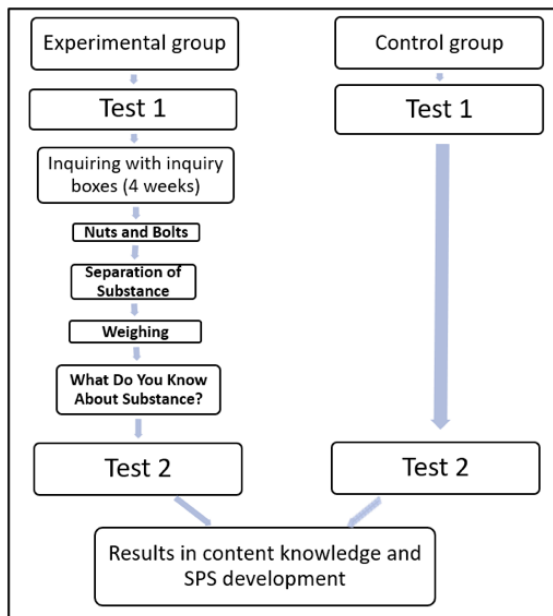 Experimental group
Control group
Test 1
Test 1
Inquiring with inquiry
boxes (4 weeks)
Nuts and Bolts
Separation of
Substance
Weighing
What Do You Know
About Substance?
Test 2
Test 2
Results in content knowledge and
SPS development